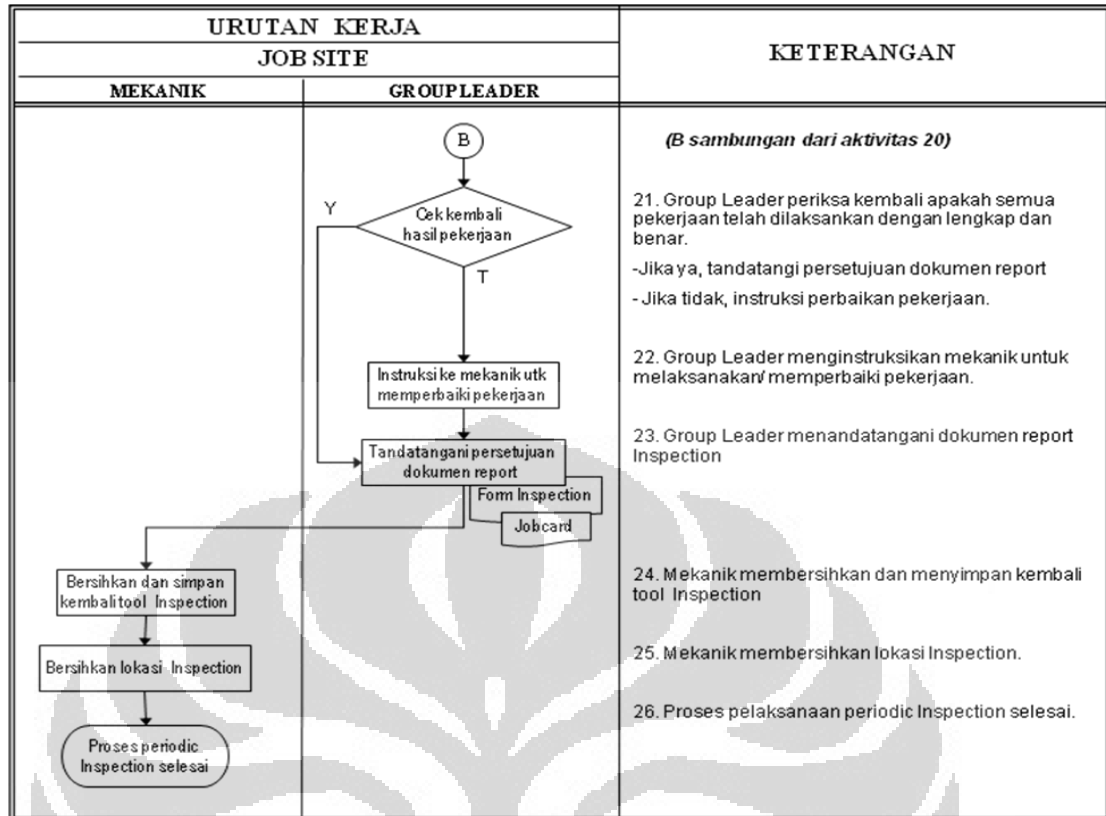 URUTAN KERJA
JOB SITE
MEKANIK
GROUP LEADER
KETERANGAN
B
(B sambungan dari aktivitas 20)
Y
Cek kembali
hasil pekerjaan
T
21. Group Leader periksa kembali apakah semua
pekerjaan telah dilaksankan dengan lengkap dan
benar.
-Jika ya, tandatangi persetujuan dokumen report
- Jika tidak, instruksi perbaikan pekerjaan.
Instruksi ke mekanik utk
memperbaiki pekerjaan
22. Group Leader menginstruksikan mekanik untuk
melaksanakan/ memperbaiki pekerjaan.
Tandatangani persetujuan
dokumen report
Form Inspection
Jobcard
23. Group Leader menandatangani dokumen report
Inspection
Bersihkan dan simpan
kembali tool Inspection
24. Mekanik membersihkan dan menyimpan kembali
tool Inspection
Bersihkan lokasi Inspection
25. Mekanik membersihkan lokasi Inspection.
Proses periodic
Inspection selesai
26. Proses pelaksanaan periodic Inspection selesai.